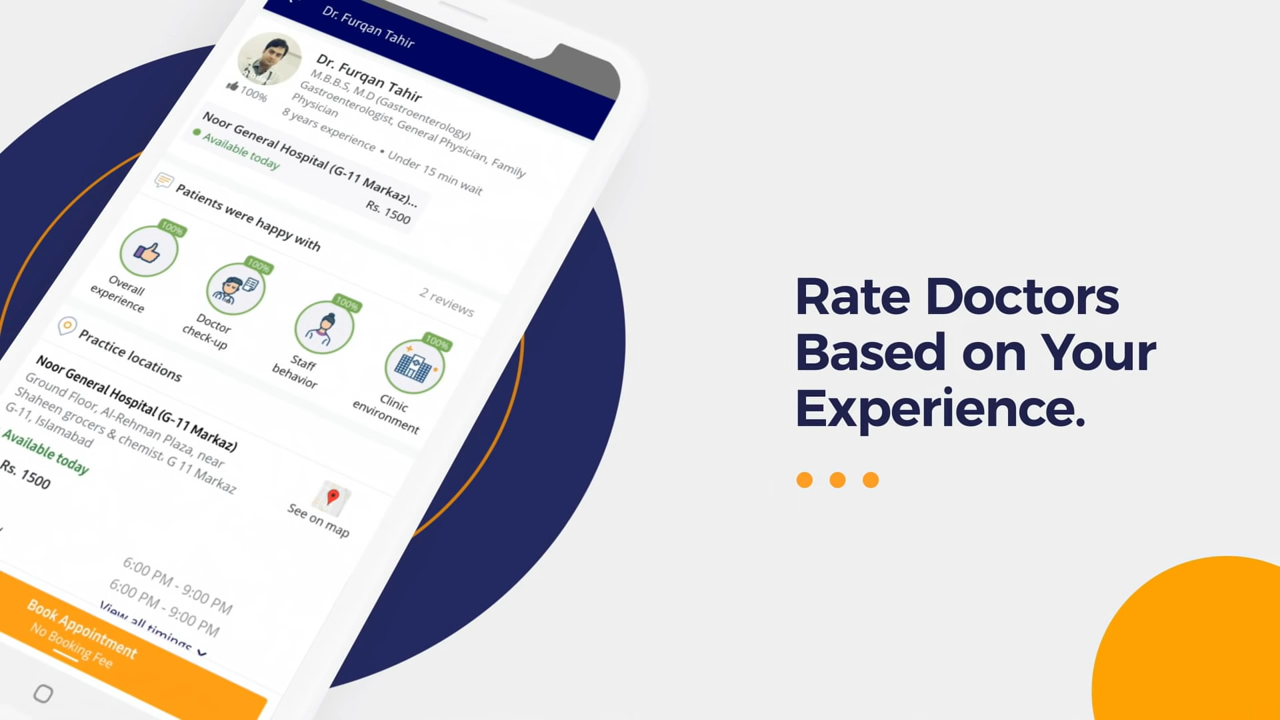 Dr. Furqan Tahir
Dr. Furqan Tahir
M.B.B.S, M.D (Gastroenterology)
Gastroenterologist, General Physician, Family
Physician
8 years experience • Under 15 min wait
100%
Noor General Hospital (G-11 Markaz)...
Available today
Rs. 1500
Patients were happy with
2 reviews
100%
Overall
experience
100%
Doctor
check-up
100%
Staff
behavior
100%
Clinic
environment
Practice locations
Noor General Hospital (G-11 Markaz)
Ground Floor, Al-Rehman Plaza, near
Shaheen grocers & chemist. G 11 Markaz
G-11, Islamabad
Available today
Rs. 1500
See on map
6:00 PM - 9:00 PM
6:00 PM - 9:00 PM
View all timings
Book Appointment
No Booking Fee
Rate Doctors
Based on Your
Experience.